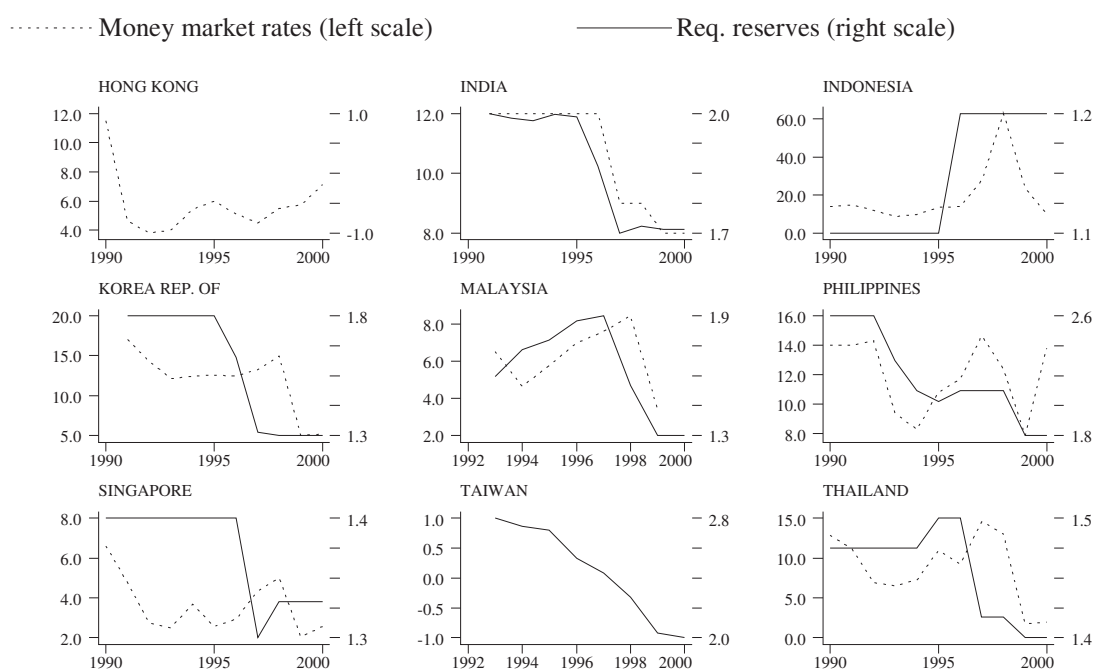 Money market rates (left scale) Req. reserves (right scale)
HONG KONG INDIA INDONESIA
12.0 1.0 12.0 2.0 60.0 1.2
10.0 40.0
8.0 10.0
6.0 20.0
4.0 -1.0 8.0 1.7 0.0 1.1
1990 1995 2000 1990 1995 2000 1990 1995 2000
KOREA REP. OF MALAYSIA PHILIPPINES
20.0 1.8 8.0 1.9 16.0 2.6
15.0 6.0 14.0
12.0
10.0 4.0 10.0
5.0 1.3 2.0 1.3 8.0 1.8
1990 1995 2000 1992 1994 1996 1998 2000 1990 1995 2000
SINGAPORE TAIWAN THAILAND
8.0 1.4 1.0 2.8 15.0 1.5
6.0 0.5 10.0
0.0
4.0 -0.5 5.0
2.0 1.3 -1.0 2.0 0.0 1.4
1990 1995 2000 1992 1994 1996 1998 2000 1990 1995 2000